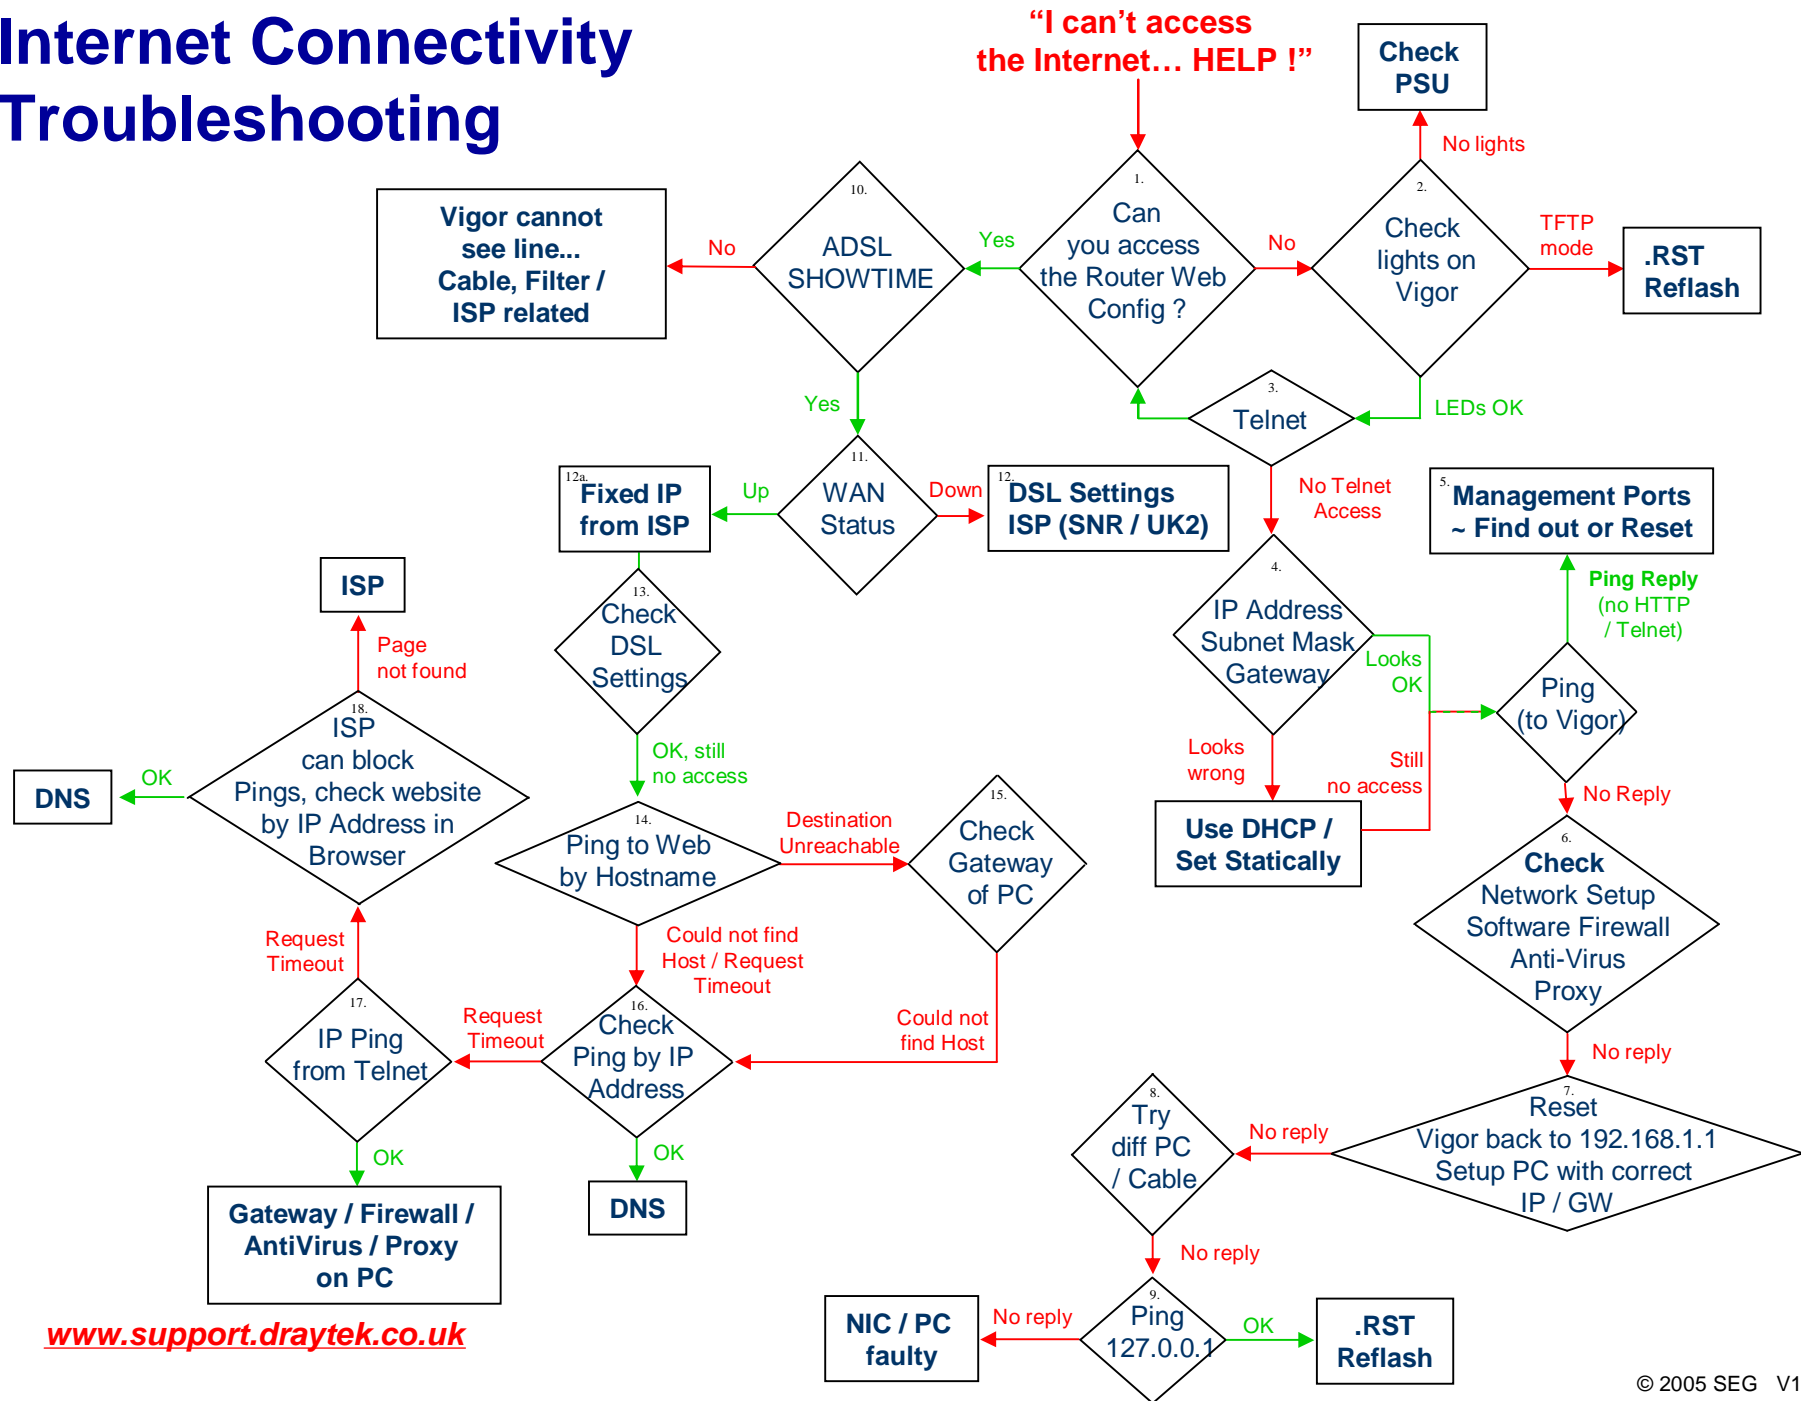 Internet Connectivity
Troubleshooting
“I can’t access
the Internet… HELP !”
Check
PSU
No lights
1.
Can
you access
the Router Web
Config ?
Yes
No
2.
Check
lights on
Vigor
TFTP
mode
.RST
Reflash
LEDs OK
3.
Telnet
No Telnet
Access
10.
ADSL
SHOWTIME
No
Vigor cannot
see line...
Cable, Filter /
ISP related
Yes
11.
WAN
Status
Up
Down
12a.
Fixed IP
from ISP
12.
DSL Settings
ISP (SNR / UK2)
4.
IP Address
Subnet Mask
Gateway
Looks
OK
Looks
wrong
Use DHCP /
Set Statically
Still
no access
5.
Management Ports
~ Find out or Reset
Ping Reply
(no HTTP
/ Telnet)
Ping
(to Vigor)
No Reply
6.
Check
Network Setup
Software Firewall
Anti-Virus
Proxy
No reply
7.
Reset
Vigor back to 192.168.1.1
Setup PC with correct
IP / GW
No reply
8.
Try
diff PC
/ Cable
No reply
9.
Ping
127.0.0.1
No reply
NIC / PC
faulty
OK
.RST
Reflash
13.
Check
DSL
Settings
OK, still
no access
14.
Ping to Web
by Hostname
Destination
Unreachable
15.
Check
Gateway
of PC
Could not find
Host / Request
Timeout
Could not
find Host
16.
Check
Ping by IP
Address
OK
DNS
Request
Timeout
17.
IP Ping
from Telnet
OK
Gateway / Firewall /
AntiVirus / Proxy
on PC
Request
Timeout
18.
ISP
can block
Pings, check website
by IP Address in
Browser
OK
DNS
Page
not found
ISP
www.support.draytek.co.uk
© 2005 SEG V1